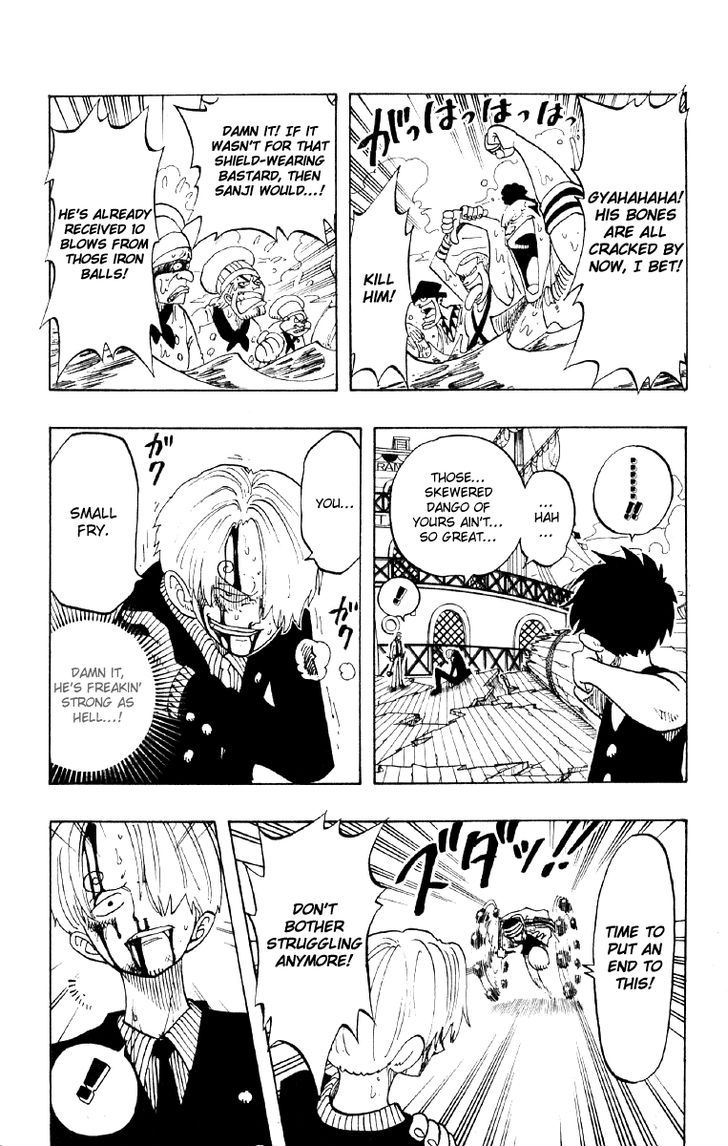 GYAHAHAHA!
HIS BONES
ARE ALL
CRACKED BY
NOW, I BET!
がっはっはっはっ
KILL
HIM!
DAMN IT! IF IT
WASN'T FOR THAT
SHIELD-WEARING
BASTARD, THEN
SANJI WOULD...!
HE'S ALREADY
RECEIVED 10
BLOWS FROM
THOSE IRON
BALLS!
.......!!
...
HAH
...
THOSE...
SKEWERED
DANGO OF
YOURS AIN'T...
SO GREAT...
!
YOU...
ガク
SMALL
FRY.
ガク
DAMN IT,
HE'S FREAKIN'
STRONG AS
HELL...!
TIME TO
PUT AN
END TO
THIS!
ズダッ!!
DON'T
BOTHER
STRUGGLING
ANYMORE!
!!